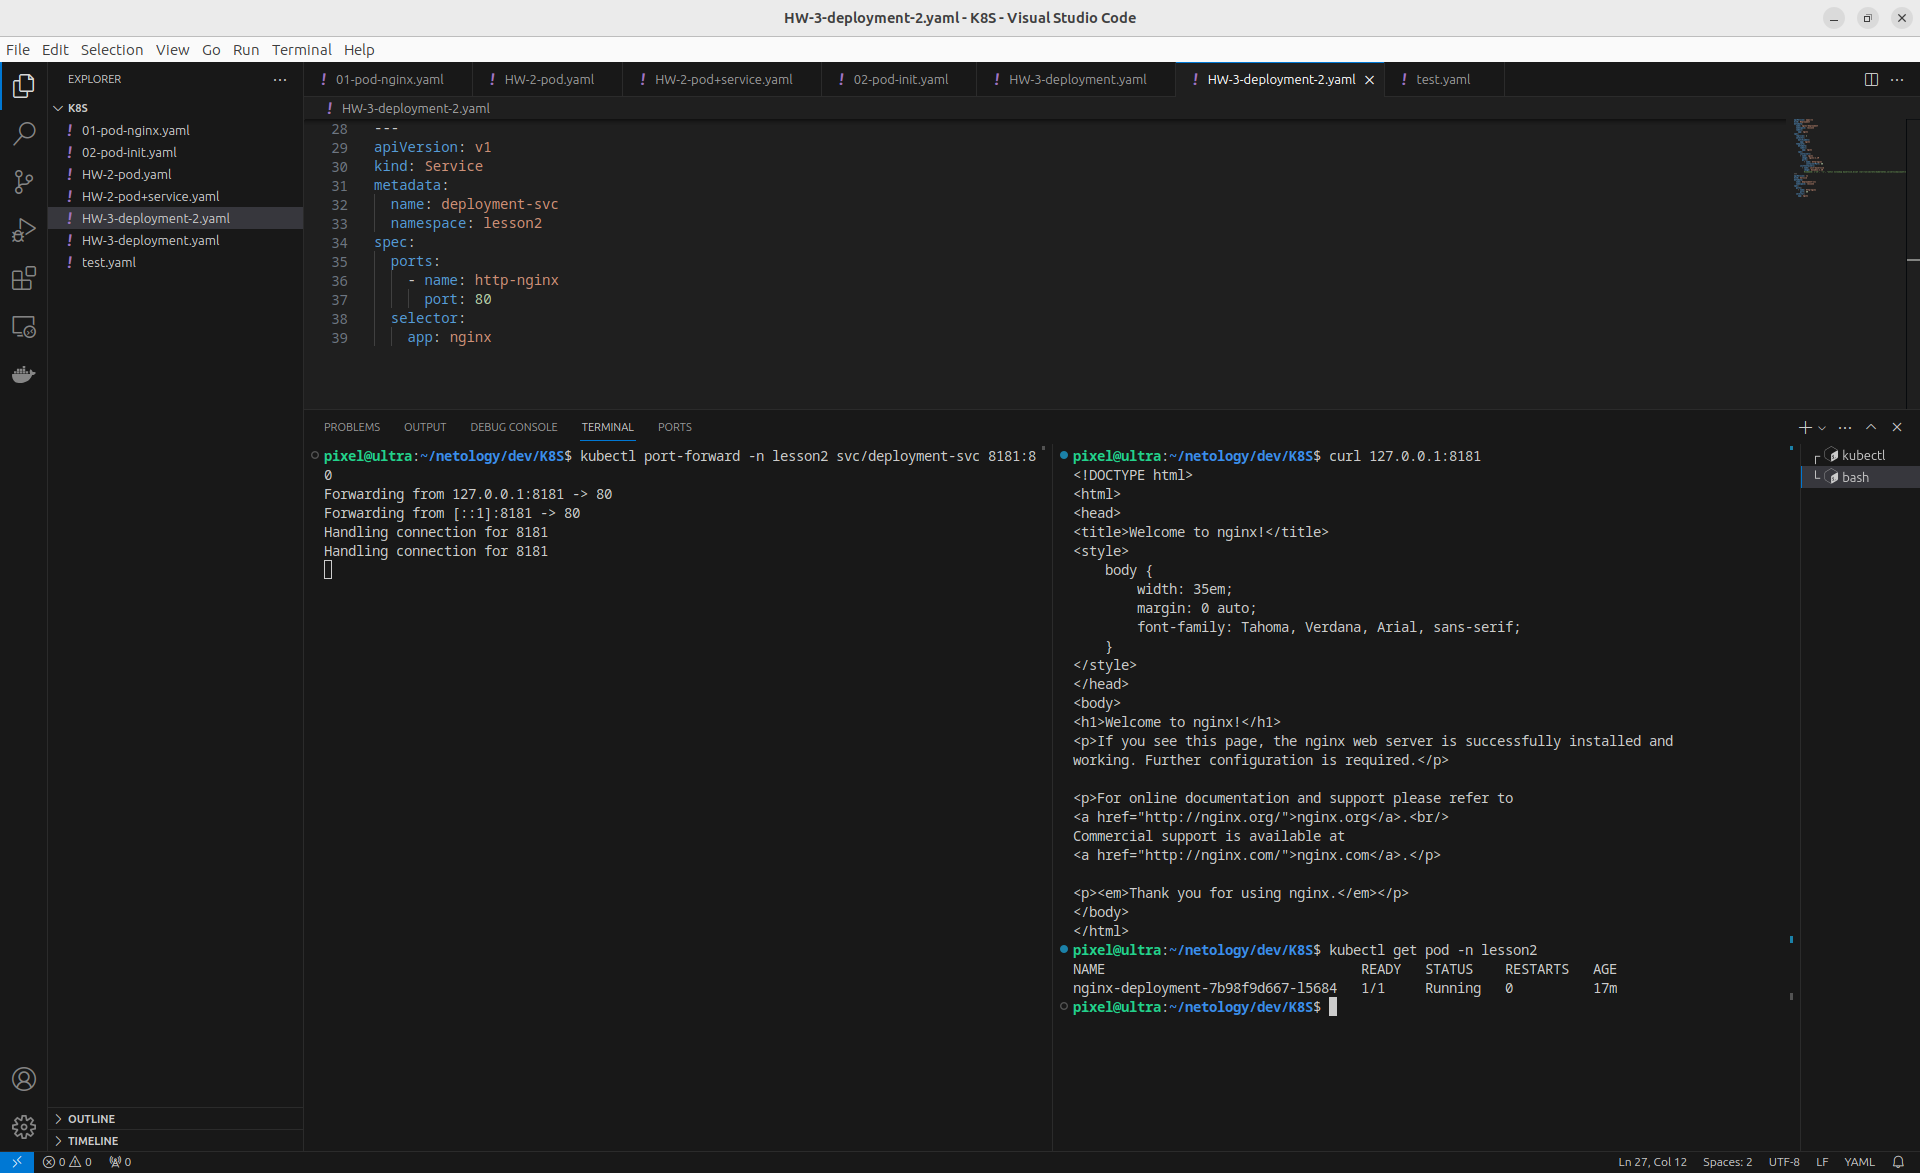 HW-3-deployment-2.yaml - K8S - Visual Studio Code
File Edit Selection View Go Run Terminal Help
EXPLORER
K8S
! 01-pod-nginx.yaml
! 02-pod-init.yaml
! HW-2-pod.yaml
! HW-2-pod+service.yaml
! HW-3-deployment-2.yaml
! HW-3-deployment.yaml
! test.yaml
OUTLINE
TIMELINE
! 01-pod-nginx.yaml ! HW-2-pod.yaml ! HW-2-pod+service.yaml ! 02-pod-init.yaml ! HW-3-deployment.yaml ! HW-3-deployment-2.yaml ! test.yaml
! HW-3-deployment-2.yaml
28 ---
29 apiVersion: v1
30 kind: Service
31 metadata:
32   name: deployment-svc
33   namespace: lesson2
34 spec:
35   ports:
36     - name: http-nginx
37       port: 80
38   selector:
39     app: nginx
PROBLEMS OUTPUT DEBUG CONSOLE TERMINAL PORTS
pixel@ultra:~/netology/dev/K8S$ kubectl port-forward -n lesson2 svc/deployment-svc 8181:8
0
Forwarding from 127.0.0.1:8181 -> 80
Forwarding from [::1]:8181 -> 80
Handling connection for 8181
Handling connection for 8181
pixel@ultra:~/netology/dev/K8S$ curl 127.0.0.1:8181
<!DOCTYPE html>
<html>
<head>
<title>Welcome to nginx!</title>
<style>
    body {
        width: 35em;
        margin: 0 auto;
        font-family: Tahoma, Verdana, Arial, sans-serif;
    }
</style>
</head>
<body>
<h1>Welcome to nginx!</h1>
<p>If you see this page, the nginx web server is successfully installed and
working. Further configuration is required.</p>

<p>For online documentation and support please refer to
<a href="http://nginx.org/">nginx.org</a>.<br/>
Commercial support is available at
<a href="http://nginx.com/">nginx.com</a>.</p>

<p><em>Thank you for using nginx.</em></p>
</body>
</html>
pixel@ultra:~/netology/dev/K8S$ kubectl get pod -n lesson2
NAME                                READY   STATUS    RESTARTS   AGE
nginx-deployment-7b98f9d667-l5684   1/1     Running   0          17m
pixel@ultra:~/netology/dev/K8S$
kubectl
bash
0 0 0
Ln 27, Col 12 Spaces: 2 UTF-8 LF YAML